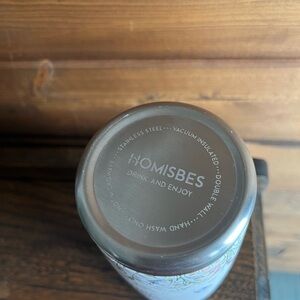 HOMISBES
DRINK AND ENJOY
STAINLESS STEEL···VACUUM INSULATED···DOUBLE WALL···HAND WASH ONLY